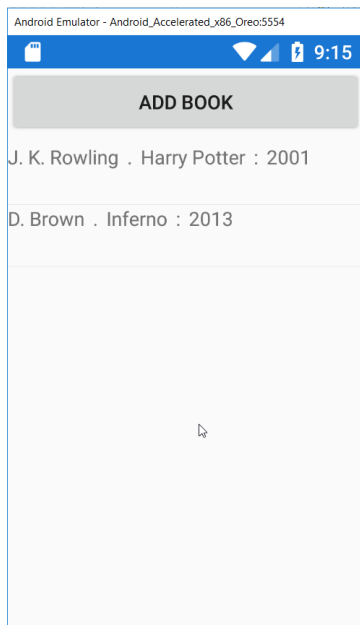 Android Emulator - Android_Accelerated_x86_Oreo:5554
9:15
ADD BOOK
J. K. Rowling . Harry Potter : 2001
D. Brown . Inferno : 2013